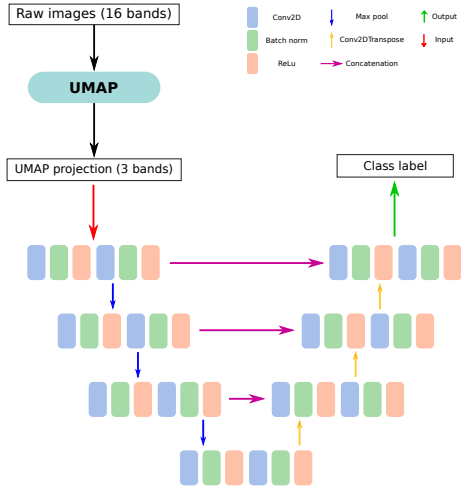 Raw images (16 bands)
Conv2D
Max pool
Output
Batch norm
Conv2DTranspose
Input
ReLu
Concatenation
UMAP
UMAP projection (3 bands)
Class label